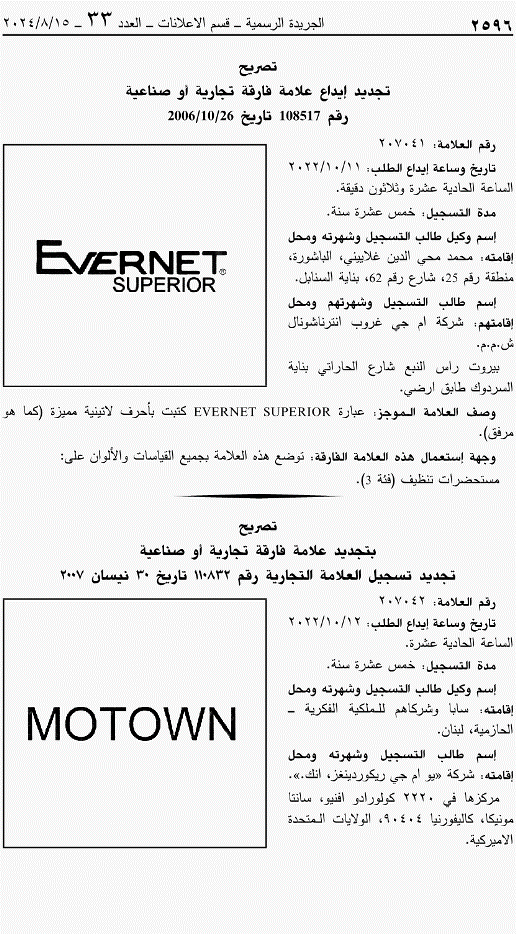 ٢٥٩٦
الجريدة الرسمية ـ قسم الاعلانات ـ العدد ٣٣ ـ ٢٠٢٤/٨/١٥
تصريح
تجديد إيداع علامة فارقة تجارية أو صناعية
رقم 108517 تاريخ 2006/10/26
رقم العلامة: ٢٠٧٠٤١
تاريخ وساعة إيداع الطلب: ٢٠٢٢/١٠/١١
الساعة الحادية عشرة وثلاثون دقيقة.
مدة التسجيل: خمس عشرة سنة.
إسم وكيل طالب التسجيل وشهرته ومحل
إقامته: محمد محي الدين غلاييني، الباشورة،
منطقة رقم 25، شارع رقم 62، بناية السنابل.
إسم طالب التسجيل وشهرتهم ومحل
إقامتهم: شركة ام جي غروب انترناشونال
ش.م.م.
بيروت راس النبع شارع الحاراتي بناية
السردوك طابق ارضي.
EVERNET®
SUPERIOR
وصف العلامة الموجز: عبارة EVERNET SUPERIOR كتبت بأحرف لاتينية مميزة (كما هو
مرفق).
وجهة إستعمال هذه العلامة الفارقة: توضع هذه العلامة بجميع القياسات والألوان على:
مستحضرات تنظيف (فئة 3).
تصريح
بتجديد علامة فارقة تجارية أو صناعية
تجديد تسجيل العلامة التجارية رقم ١١٠٨٣٢ تاريخ ٣٠ نيسان ٢٠٠٧
رقم العلامة: ٢٠٧٠٤٢
تاريخ وساعة إيداع الطلب: ٢٠٢٢/١٠/١٢
الساعة الحادية عشرة.
مدة التسجيل: خمس عشرة سنة.
إسم وكيل طالب التسجيل وشهرته ومحل
إقامته: سابا وشركاهم للملكية الفكرية ـ
الحازمية، لبنان.
إسم طالب التسجيل وشهرته ومحل
إقامته: شركة «يو ام جي ريكوردينغز، انك.».
مركزها في ٢٢٢٠ كولورادو افنيو، سانتا
مونيكا، كاليفورنيا ٩٠٤٠٤، الولايات المتحدة
الاميركية.
MOTOWN